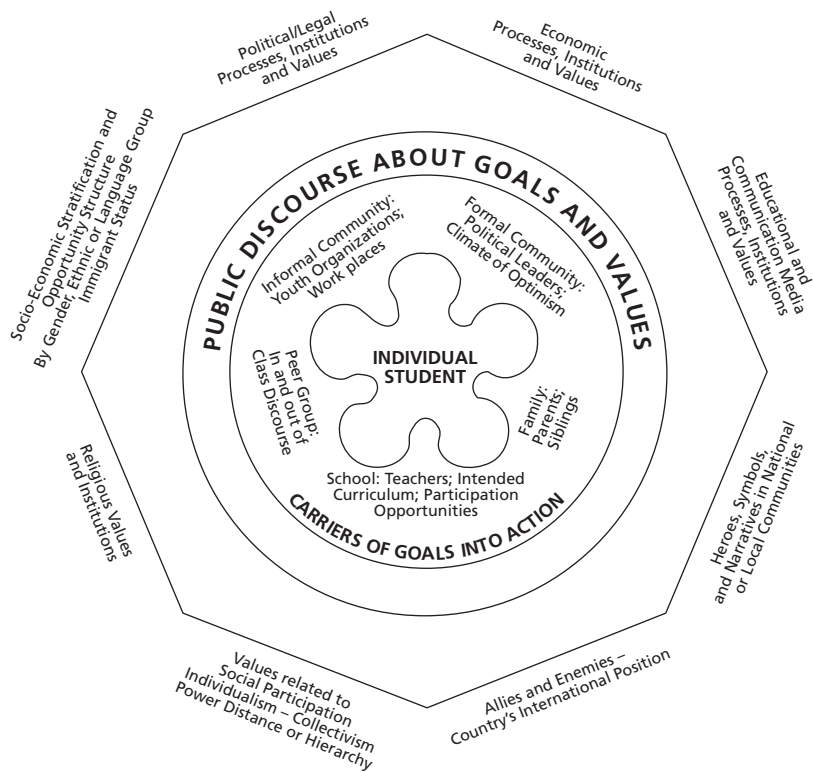 Political/Legal
Processes, Institutions
and Values
Economic
Processes, Institutions
and Values
Socio-Economic Stratification and
Opportunity Structure
By Gender, Ethnic or Language Group
Immigrant Status
Educational and
Communication Media
Processes, Institutions
and Values
PUBLIC DISCOURSE ABOUT GOALS AND VALUES
Informal Community:
Youth Organizations;
Work places
Formal Community:
Political Leaders;
Climate of Optimism
INDIVIDUAL
STUDENT
Peer Group:
In and out of
Class Discourse
Family:
Parents;
Siblings
School: Teachers; Intended
Curriculum; Participation
Opportunities
CARRIERS OF GOALS INTO ACTION
Religious Values
and Institutions
Heroes, Symbols,
and Narratives in National
or Local Communities
Values related to
Social Participation
Individualism – Collectivism
Power Distance or Hierarchy
Allies and Enemies –
Country's International Position